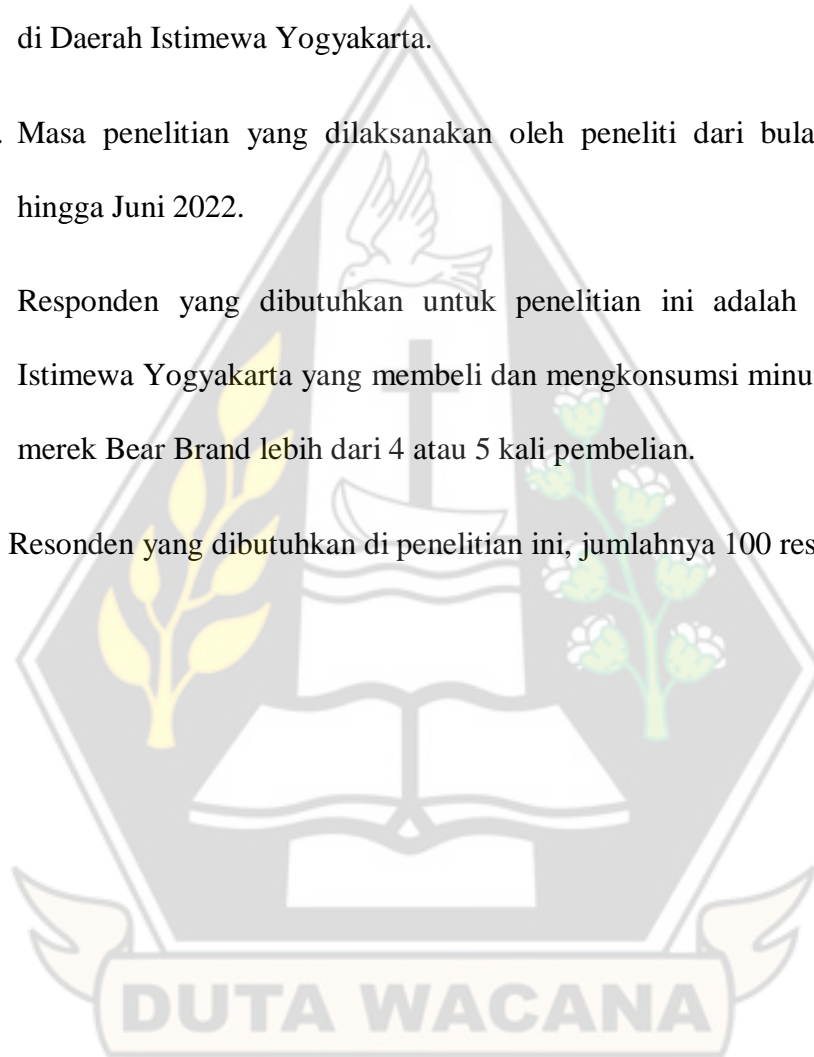 di Daerah Istimewa Yogyakarta.
. Masa penelitian yang dilaksanakan oleh peneliti dari bula
hingga Juni 2022.
Responden yang dibutuhkan untuk penelitian ini adalah
Istimewa Yogyakarta yang membeli dan mengkonsumsi minu
merek Bear Brand lebih dari 4 atau 5 kali pembelian.
Resonden yang dibutuhkan di penelitian ini, jumlahnya 100 res
DUTA WACANA